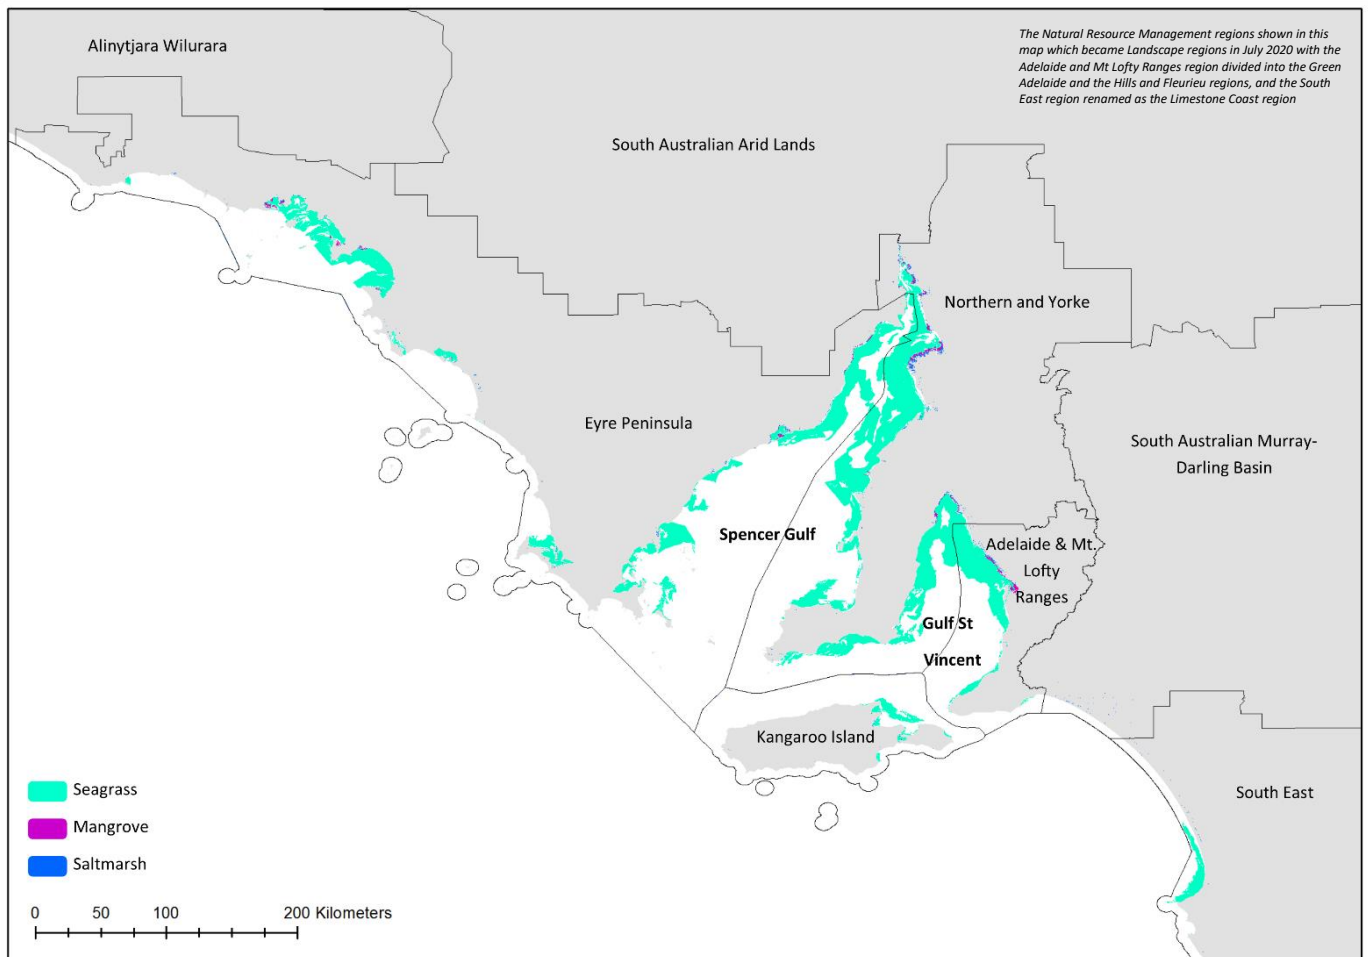 The Natural Resource Management regions shown in this
map which became Landscape regions in July 2020 with the
Adelaide and Mt Lofty Ranges region divided into the Green
Adelaide and the Hills and Fleurieu regions, and the South
East region renamed as the Limestone Coast region
Alinytjara Wilurara
South Australian Arid Lands
Northern and Yorke
Eyre Peninsula
South Australian Murray-
Darling Basin
Spencer Gulf
Adelaide & Mt.
Lofty
Ranges
Gulf St
Vincent
Kangaroo Island
South East
Seagrass
Mangrove
Saltmarsh
0 50 100 200 Kilometers